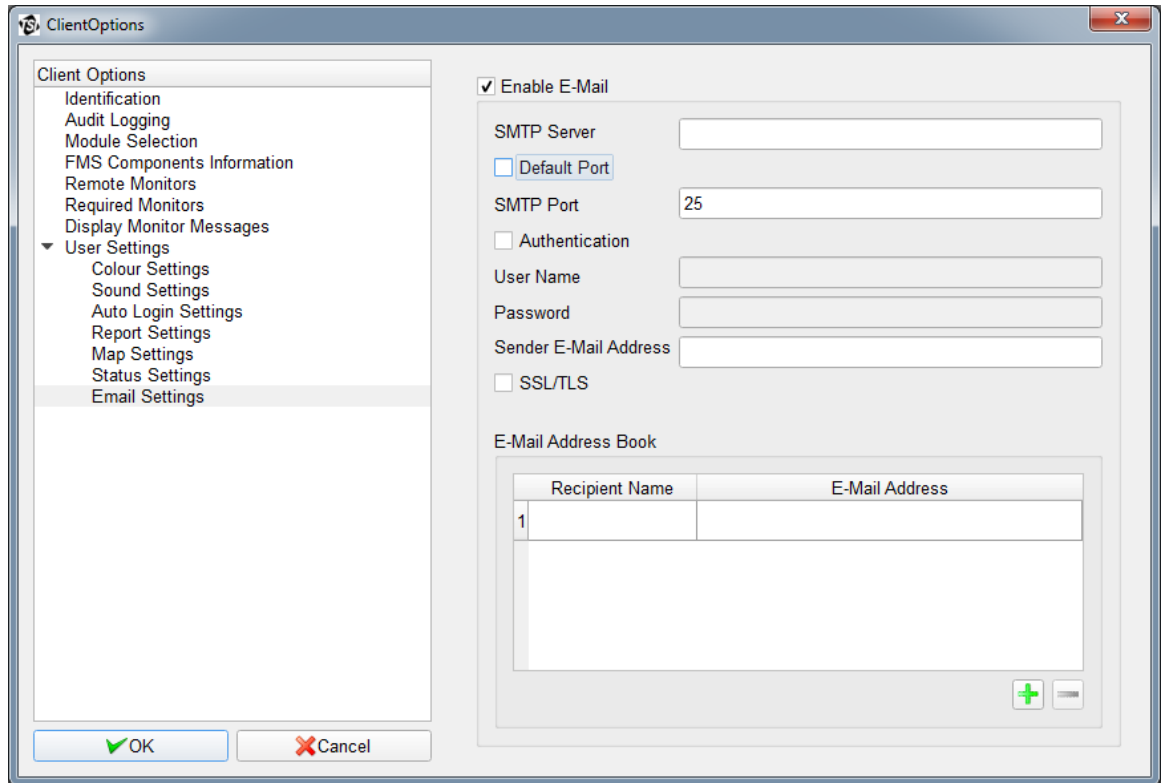 TSI ClientOptions
Client Options
Identification
Audit Logging
Module Selection
FMS Components Information
Remote Monitors
Required Monitors
Display Monitor Messages
User Settings
Colour Settings
Sound Settings
Auto Login Settings
Report Settings
Map Settings
Status Settings
Email Settings
OK
Cancel
Enable E-Mail
SMTP Server
Default Port
SMTP Port 25
Authentication
User Name
Password
Sender E-Mail Address
SSL/TLS
E-Mail Address Book
Recipient Name E-Mail Address
1